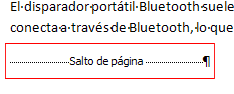 El disparador portátil Bluetooth suele
conecta a través de Bluetooth, lo que
Salto de página ¶